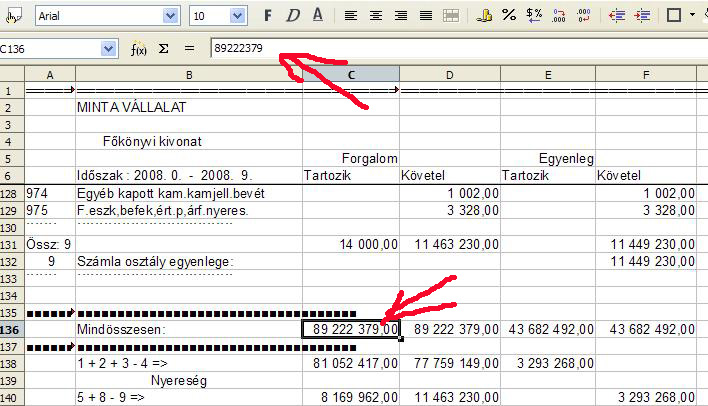 Arial 10 F D A % $% .000
C136 f(x) Σ = 89222379
A B C D E F
1
2 MINTA VÁLLALAT
3
4 Főkönyvi kivonat
5 Forgalom Egyenleg
6 Időszak : 2008. 0. - 2008. 9. Tartozik Követel Tartozik Követel
128 974 Egyéb kapott kam.kamjell.bevét 1 002,00 1 002,00
129 975 F.eszk,befek,ért.p,árf.nyeres. 3 328,00 3 328,00
130
131 Össz: 9 14 000,00 11 463 230,00 11 449 230,00
132 9 Számla osztály egyenlege: 11 449 230,00
133
134
135
136 Mindösszesen: 89 222 379,00 89 222 379,00 43 682 492,00 43 682 492,00
137
138 1 + 2 + 3 - 4 => 81 052 417,00 77 759 149,00 3 293 268,00
139 Nyereség
140 5 + 8 - 9 => 8 169 962,00 11 463 230,00 3 293 268,00